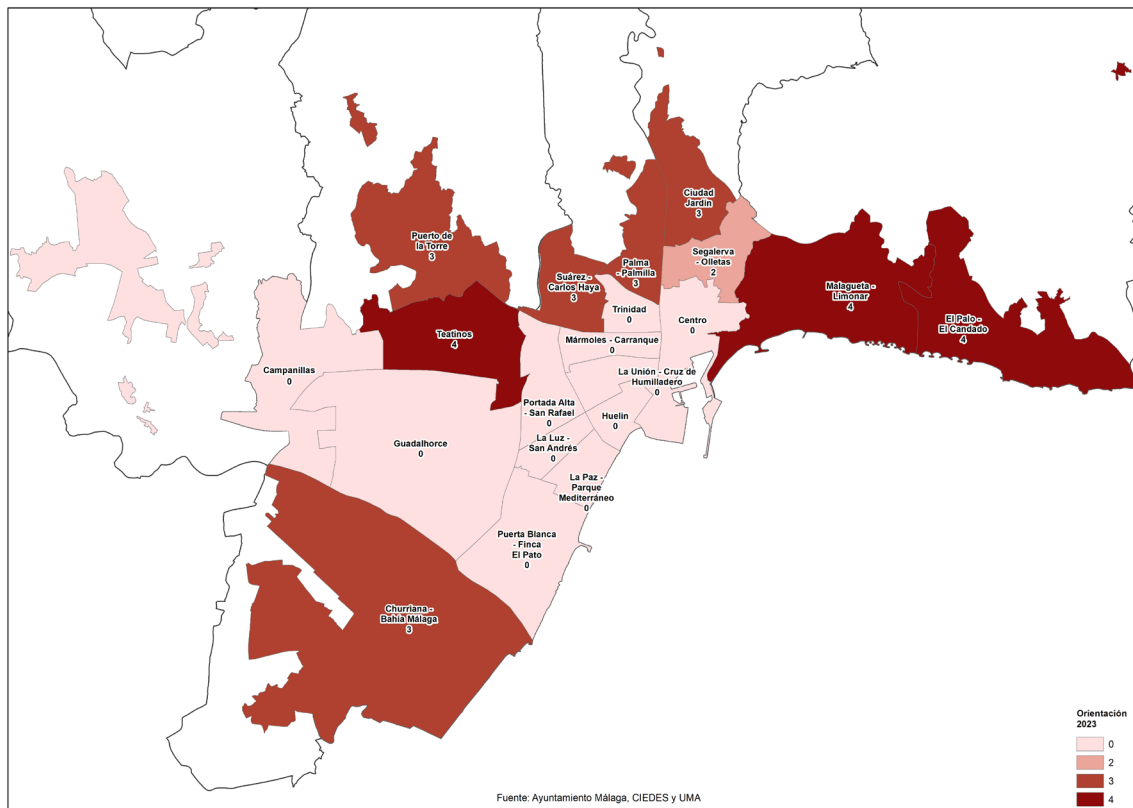 Ciudad
Jardín
3
Puerto de
la Torre
3
Segalerva -
Olletas
2
Palma
- Palmilla
3
Suárez -
Carlos Haya
3
Malagueta -
Limonar
4
El Palo -
El Candado
4
Trinidad
0
Centro
0
Teatinos
4
Mármoles - Carranque
0
Campanillas
0
La Unión - Cruz de
Humilladero
0
Portada Alta
- San Rafael
0
Huelin
0
Guadalhorce
0
La Luz -
San Andrés
0
La Paz -
Parque
Mediterráneo
0
Puerta Blanca
- Finca
El Pato
0
Churriana -
Bahía Málaga
3
Orientación
2023
0
2
3
4
Fuente: Ayuntamiento Málaga, CIEDES y UMA